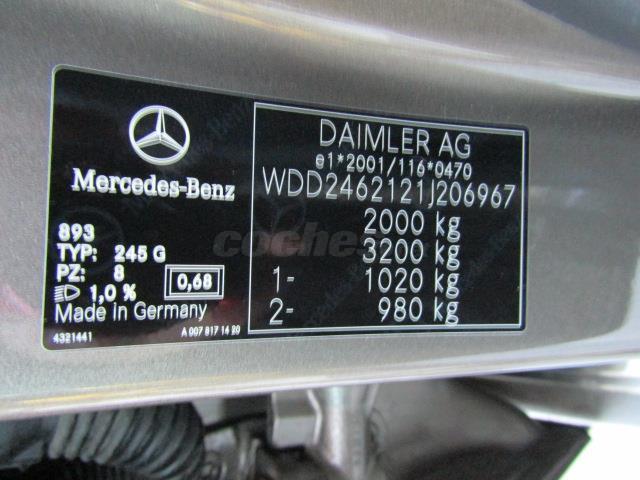 Mercedes-Benz
893
TYP: 245 G
PZ: 8
1,0 %
0,68
Made in Germany
4321441
A 007 817 14 20
DAIMLER AG
e1*2001/116*0470
WDD2462121J206967
2000 kg
3200 kg
1- 1020 kg
2- 980 kg
coches